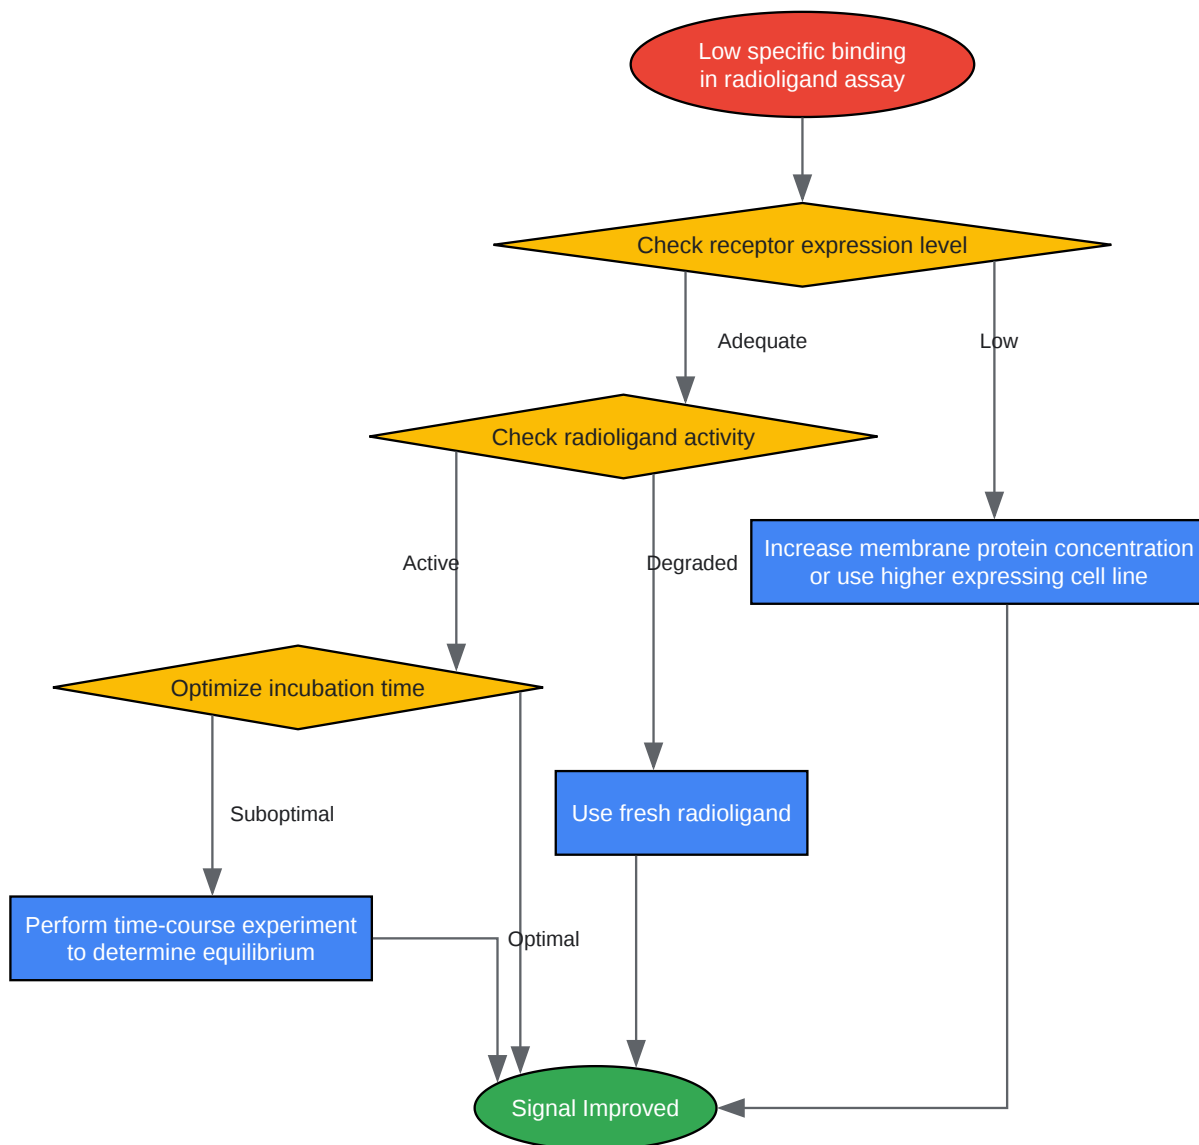 Low specific binding
in radioligand assay
Check receptor expression level
Adequate
Low
Check radioligand activity
Active
Degraded
Increase membrane protein concentration
or use higher expressing cell line
Optimize incubation time
Suboptimal
Use fresh radioligand
Perform time-course experiment
to determine equilibrium
Optimal
Signal Improved